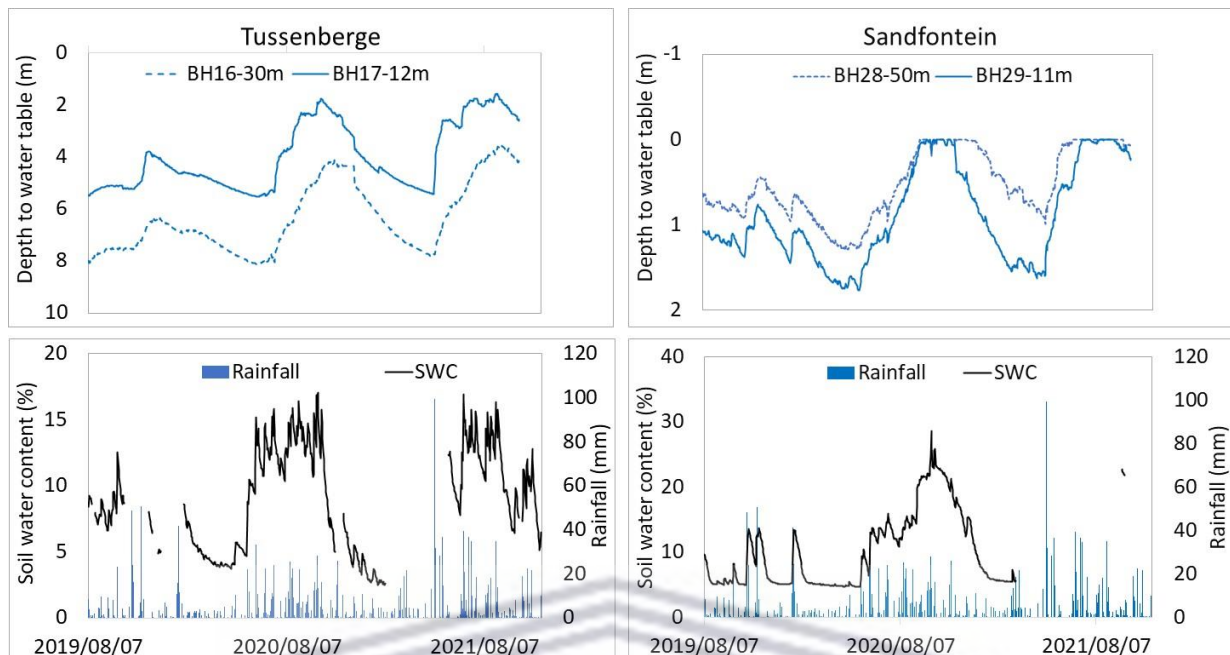 Tussenberge
BH16-30m BH17-12m
Depth to water table (m)
0
2
4
6
8
10
Sandfontein
BH28-50m BH29-11m
Depth to water table (m)
-1
0
1
2
Rainfall SWC
Soil water content (%)
20
15
10
5
0
Rainfall (mm)
120
100
80
60
40
20
0
2019/08/07 2020/08/07 2021/08/07
Rainfall SWC
Soil water content (%)
40
30
20
10
0
Rainfall (mm)
120
100
80
60
40
20
0
2019/08/07 2020/08/07 2021/08/07